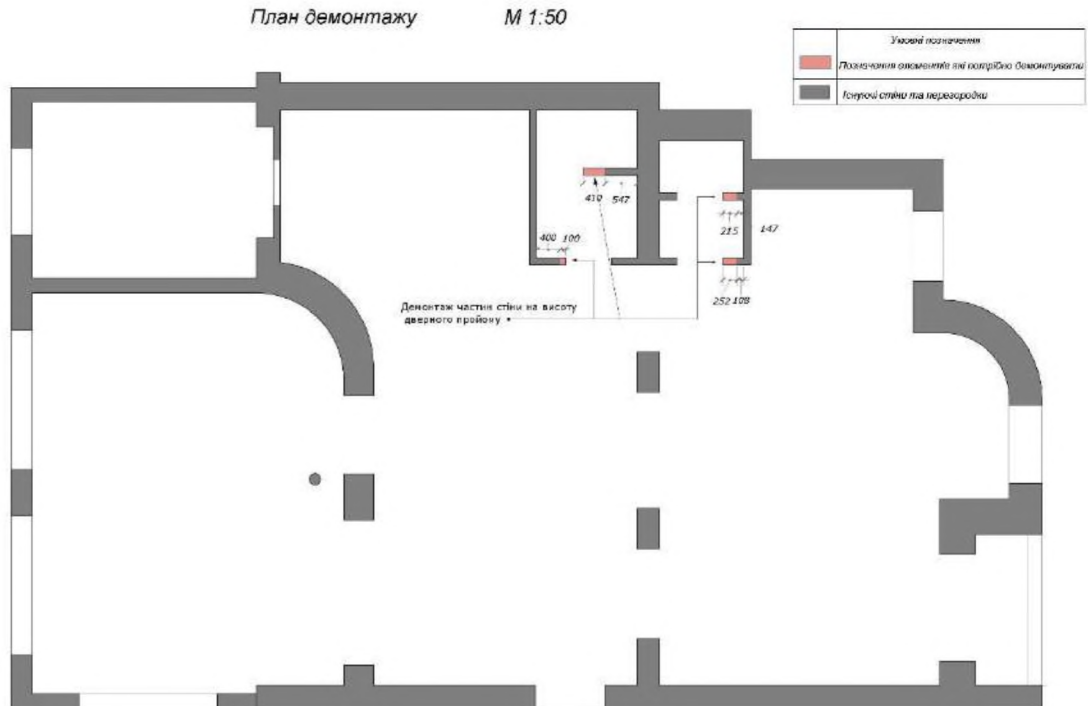 План демонтажу М 1:50
Умовні позначення
Позначення елементів які потрібно демонтувати
Існуючі стіни та перегородки
410 547
215 147
400 100
252 108
Демонтаж частин стіни на висоту
дверного пройому